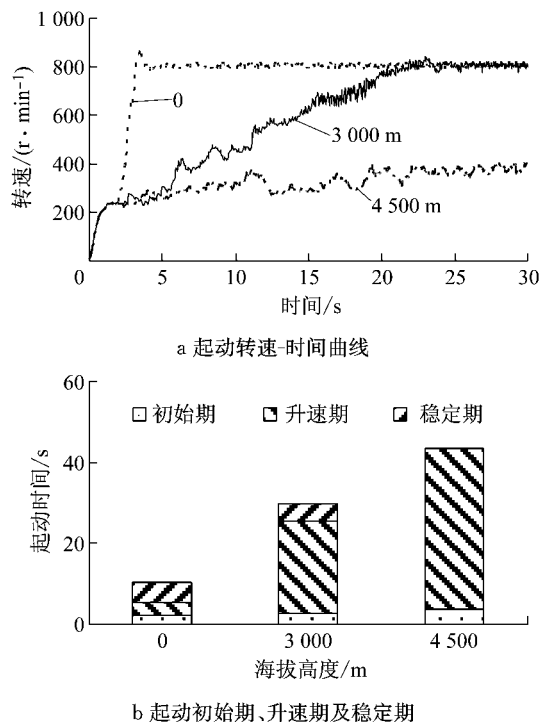 1 000
800
600
400
200
0
转速/(r·min⁻¹)
0
3 000 m
4 500 m
5 10 15 20 25 30
时间/s
a 起动转速-时间曲线
60
40
20
0
起动时间/s
初始期 升速期 稳定期
0 3 000 4 500
海拔高度/m
b 起动初始期、升速期及稳定期